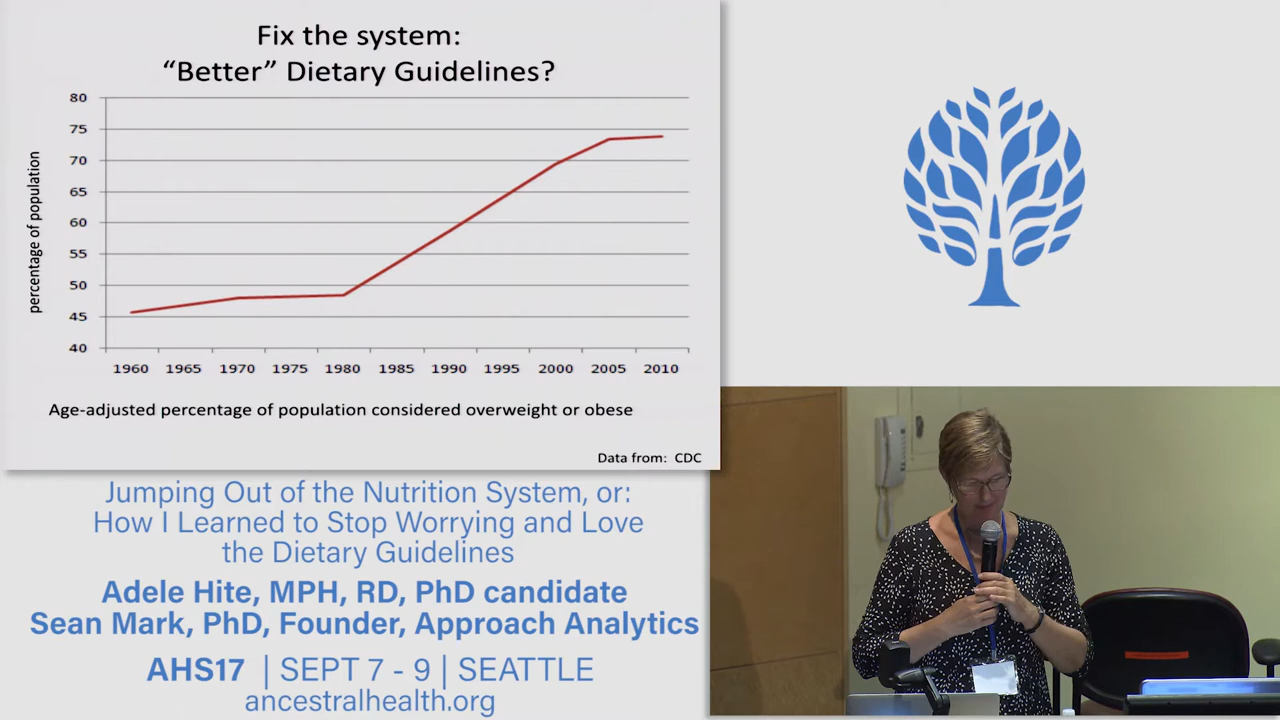 Fix the system:
“Better” Dietary Guidelines?
80
75
70
65
60
55
50
45
40
percentage of population
1960 1965 1970 1975 1980 1985 1990 1995 2000 2005 2010
Age-adjusted percentage of population considered overweight or obese
Data from: CDC
Jumping Out of the Nutrition System, or:
How I Learned to Stop Worrying and Love
the Dietary Guidelines
Adele Hite, MPH, RD, PhD candidate
Sean Mark, PhD, Founder, Approach Analytics
AHS17 | SEPT 7 - 9 | SEATTLE
ancestralhealth.org